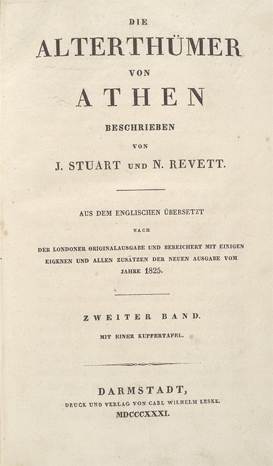 DIE
ALTERTHÜMER
VON
ATHEN
BESCHRIEBEN
VON
J. STUART UND N. REVETT.
AUS DEM ENGLISCHEN ÜBERSETZT
NACH
DER LONDONER ORIGINALAUSGABE UND BEREICHERT MIT EINIGEN
EIGENEN UND ALLEN ZUSÄTZEN DER NEUEN AUSGABE VOM
JAHRE 1825.
ZWEITER BAND.
MIT EINER KUPFERTAFEL.
DARMSTADT,
DRUCK UND VERLAG VON CARL WILHELM LESKE.
MDCCCXXXI.